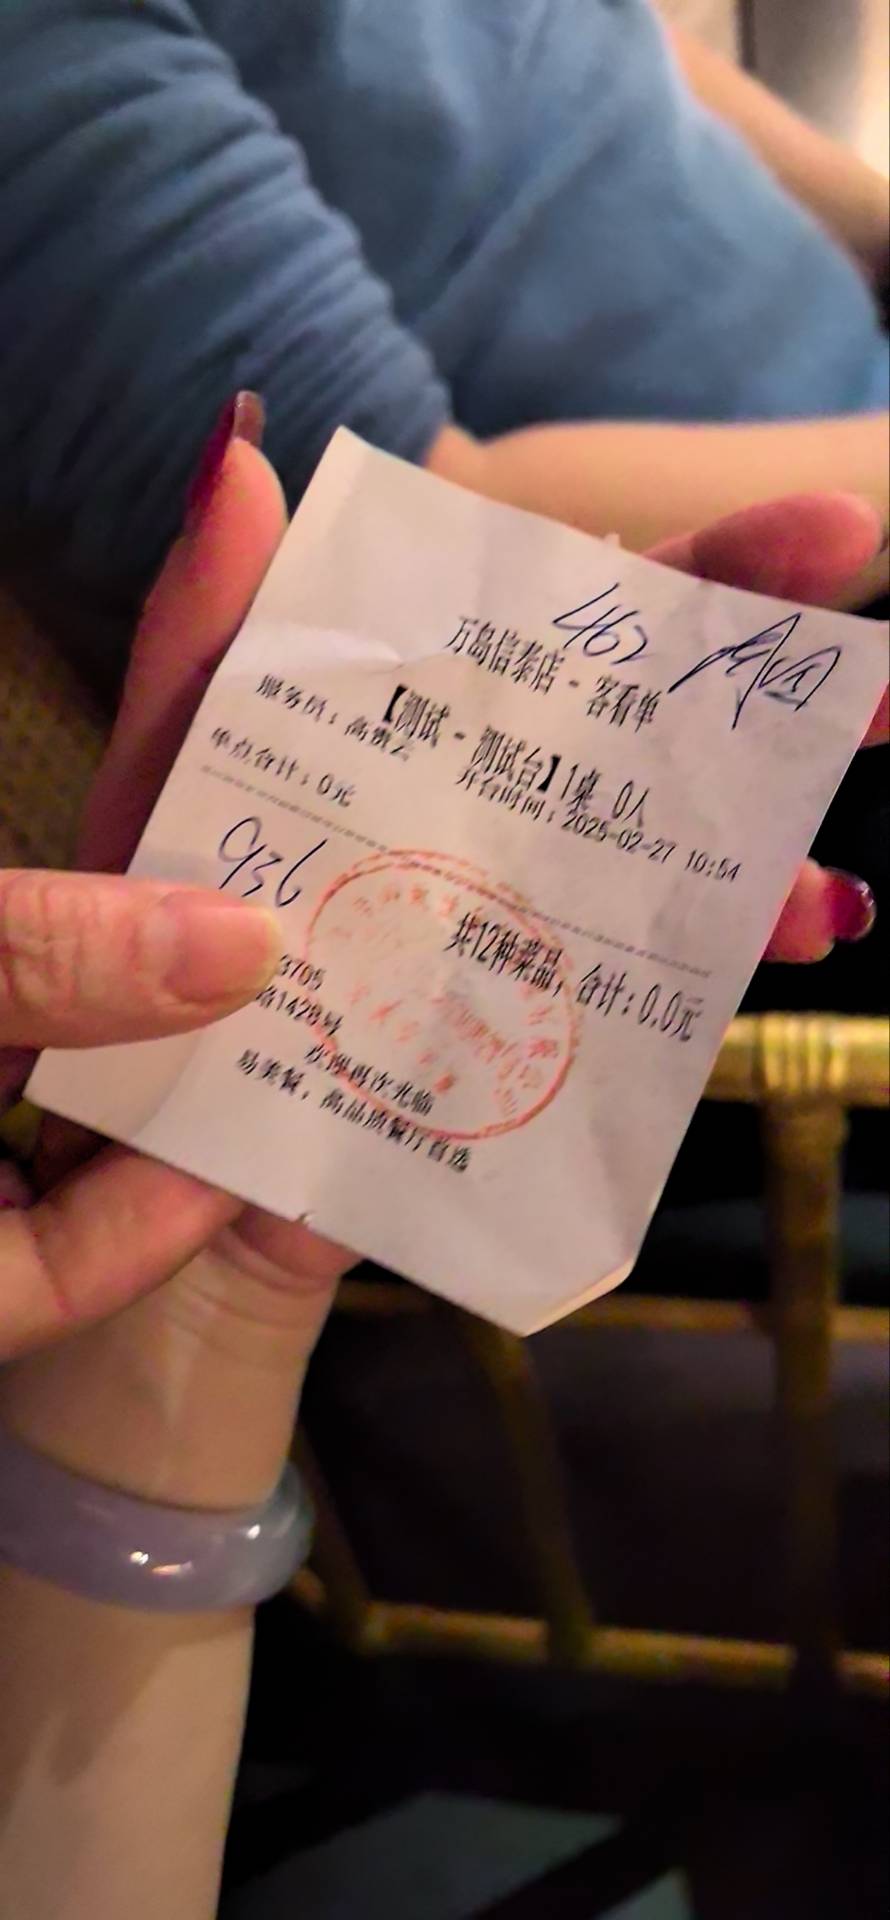 462
万岛信泰店 - 客看单
【测试 - 测试台】1桌 0人
服务员：高贵云
开台时间：2025-02-27 10:54
单点合计：0元
936
共12种菜品，合计：0.0元
3705
路1428号
欢迎再次光临
易美餐，高品质餐厅首选